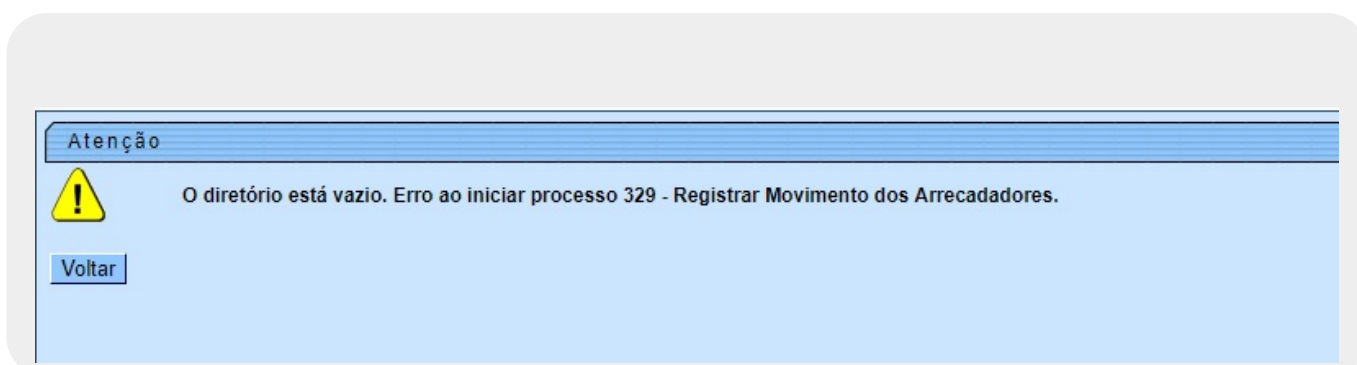 Atenção
O diretório está vazio. Erro ao iniciar processo 329 - Registrar Movimento dos Arrecadadores.
Voltar